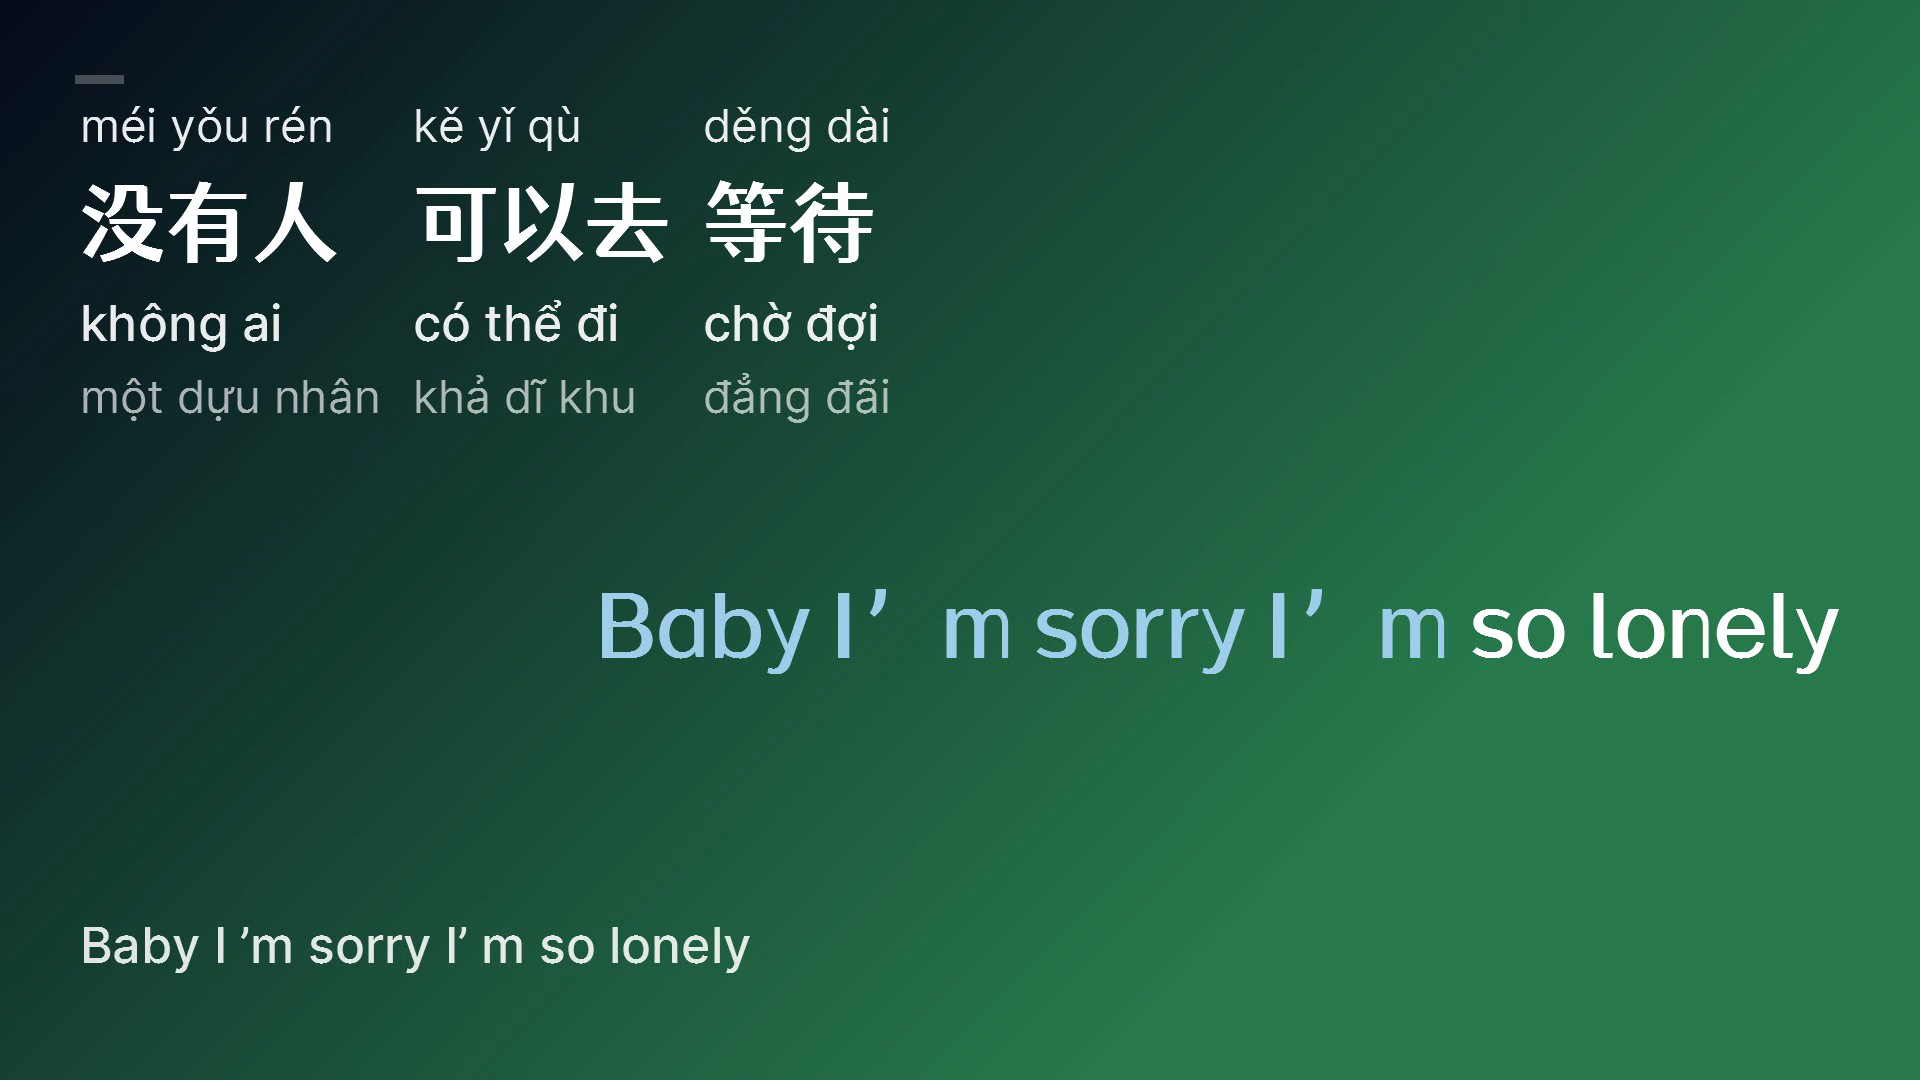 méi yǒu rén kě yǐ qù děng dài
没有人 可以去 等待
không ai có thể đi chờ đợi
một dựu nhân khả dĩ khu đẳng đãi
Baby I’ m sorry I’ m so lonely
Baby I ’m sorry I’ m so lonely